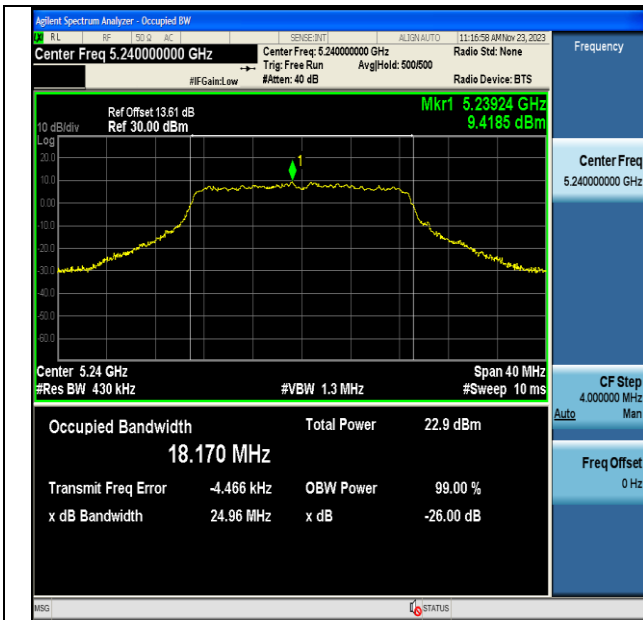 Agilent Spectrum Analyzer - Occupied BW
RL RF 50 Ω AC SENSE:INT ALIGN AUTO 11:16:58 AM Nov 23, 2023
Center Freq 5.240000000 GHz
Center Freq: 5.240000000 GHz
Radio Std: None
Trig: Free Run Avg|Hold: 500/500
#IFGain:Low
#Atten: 40 dB
Radio Device: BTS
Frequency
Ref Offset 13.61 dB
Mkr1 5.23924 GHz
10 dB/div Ref 30.00 dBm 9.4185 dBm
Log
20.0
10.0
0.00
-10.0
-20.0
-30.0
-40.0
-50.0
-60.0
1
Center 5.24 GHz Span 40 MHz
#Res BW 430 kHz #VBW 1.3 MHz #Sweep 10 ms
Occupied Bandwidth Total Power 22.9 dBm
18.170 MHz
Transmit Freq Error -4.466 kHz OBW Power 99.00 %
x dB Bandwidth 24.96 MHz x dB -26.00 dB
Center Freq
5.240000000 GHz
CF Step
4.000000 MHz
Auto Man
Freq Offset
0 Hz
MSG STATUS